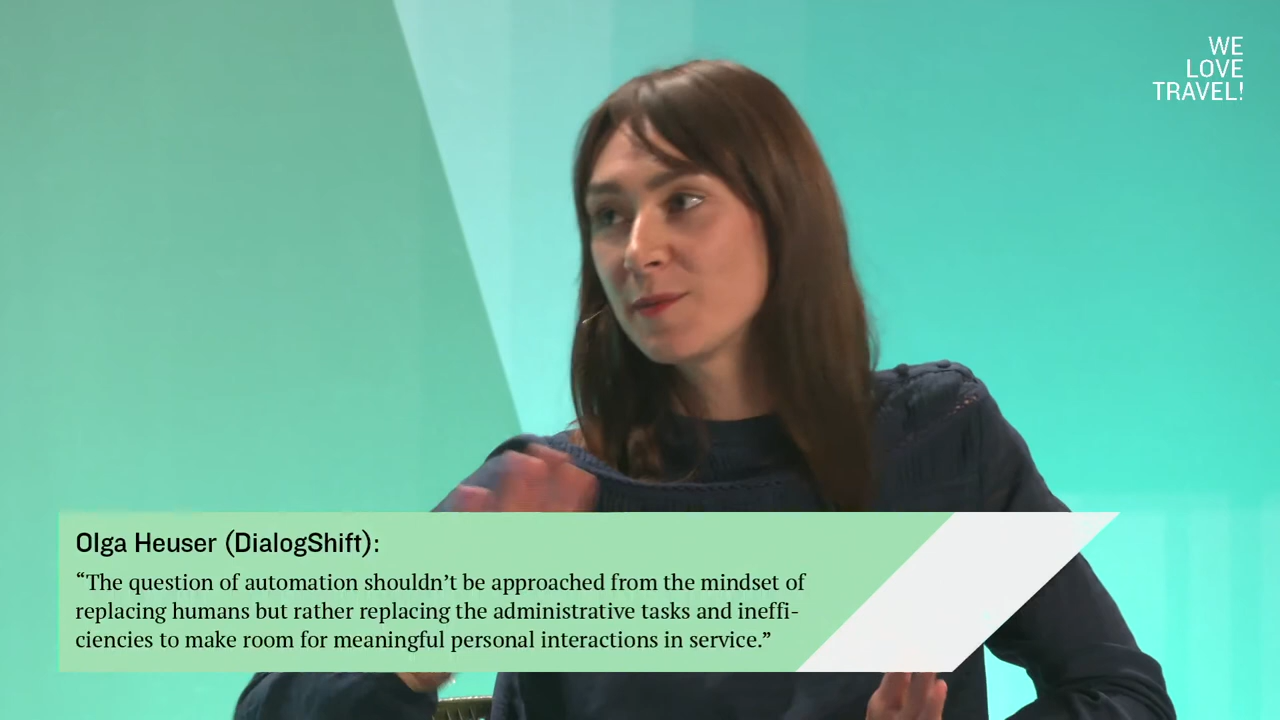 WE
LOVE
TRAVEL!
Olga Heuser (DialogShift):
“The question of automation shouldn’t be approached from the mindset of
replacing humans but rather replacing the administrative tasks and ineffi-
ciencies to make room for meaningful personal interactions in service.”